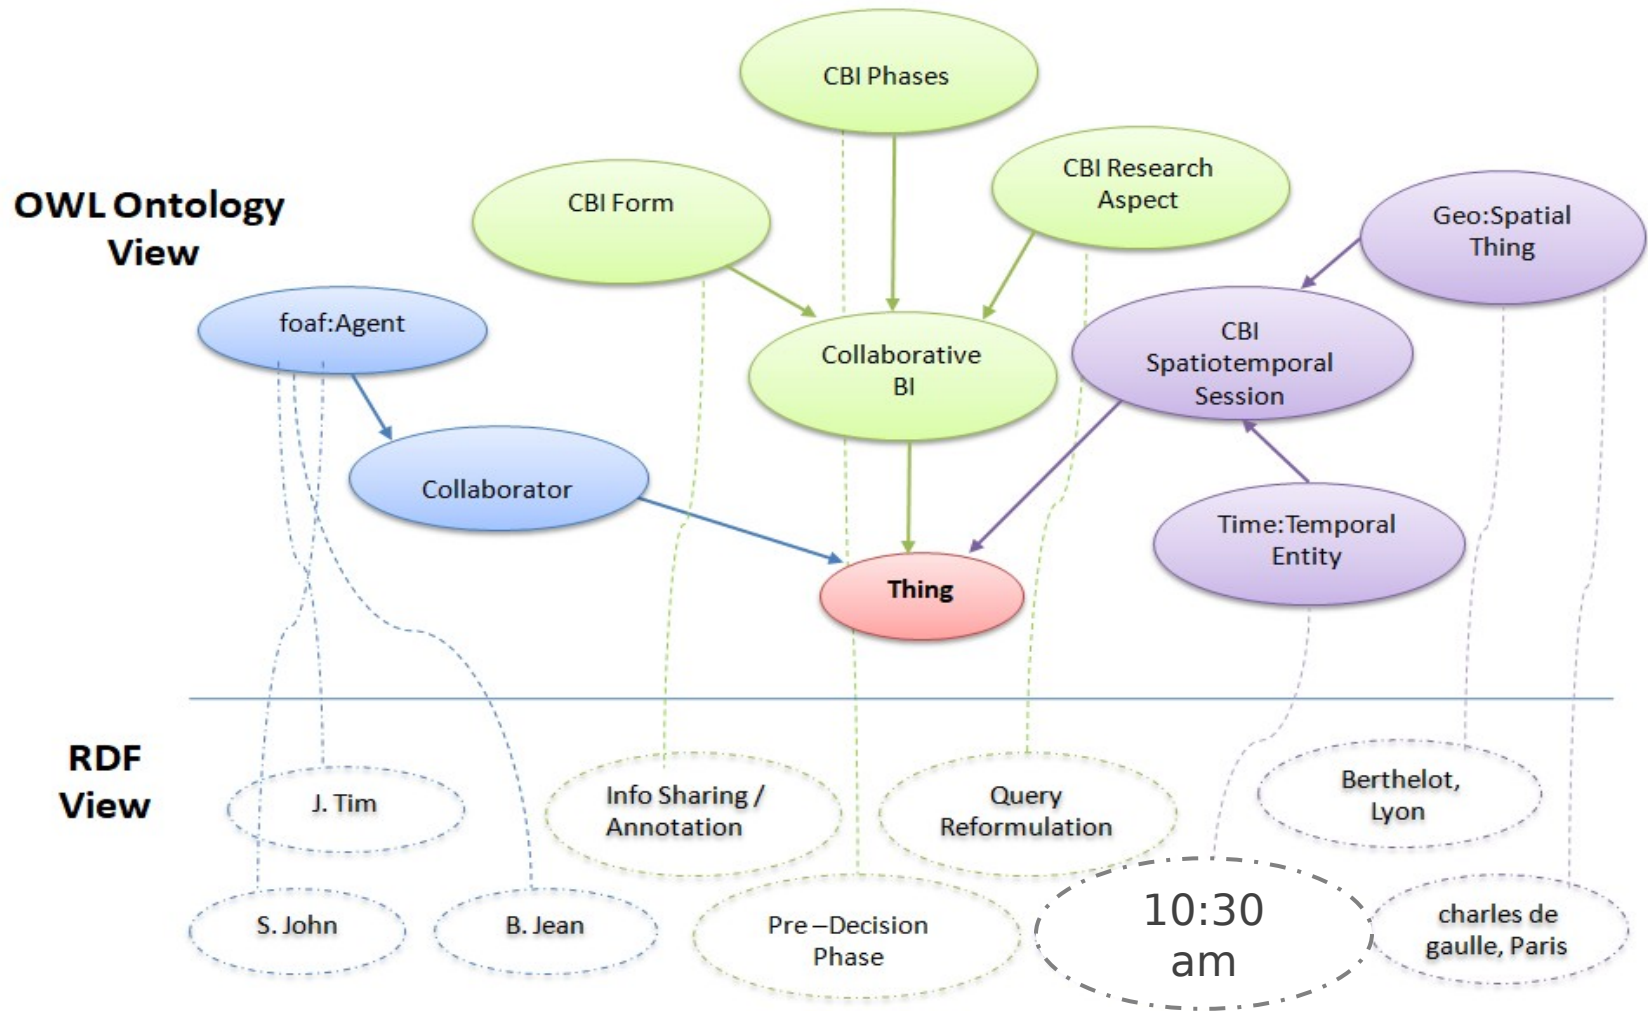 CBI Phases
CBI Research
Aspect
CBI Form
OWL Ontology
View
Geo:Spatial
Thing
foaf:Agent
Collaborative
BI
CBI
Spatiotemporal
Session
Collaborator
Time:Temporal
Entity
Thing
RDF
View
J. Tim
Info Sharing /
Annotation
Query
Reformulation
Berthelot,
Lyon
S. John
B. Jean
Pre –Decision
Phase
10:30
am
charles de
gaulle, Paris